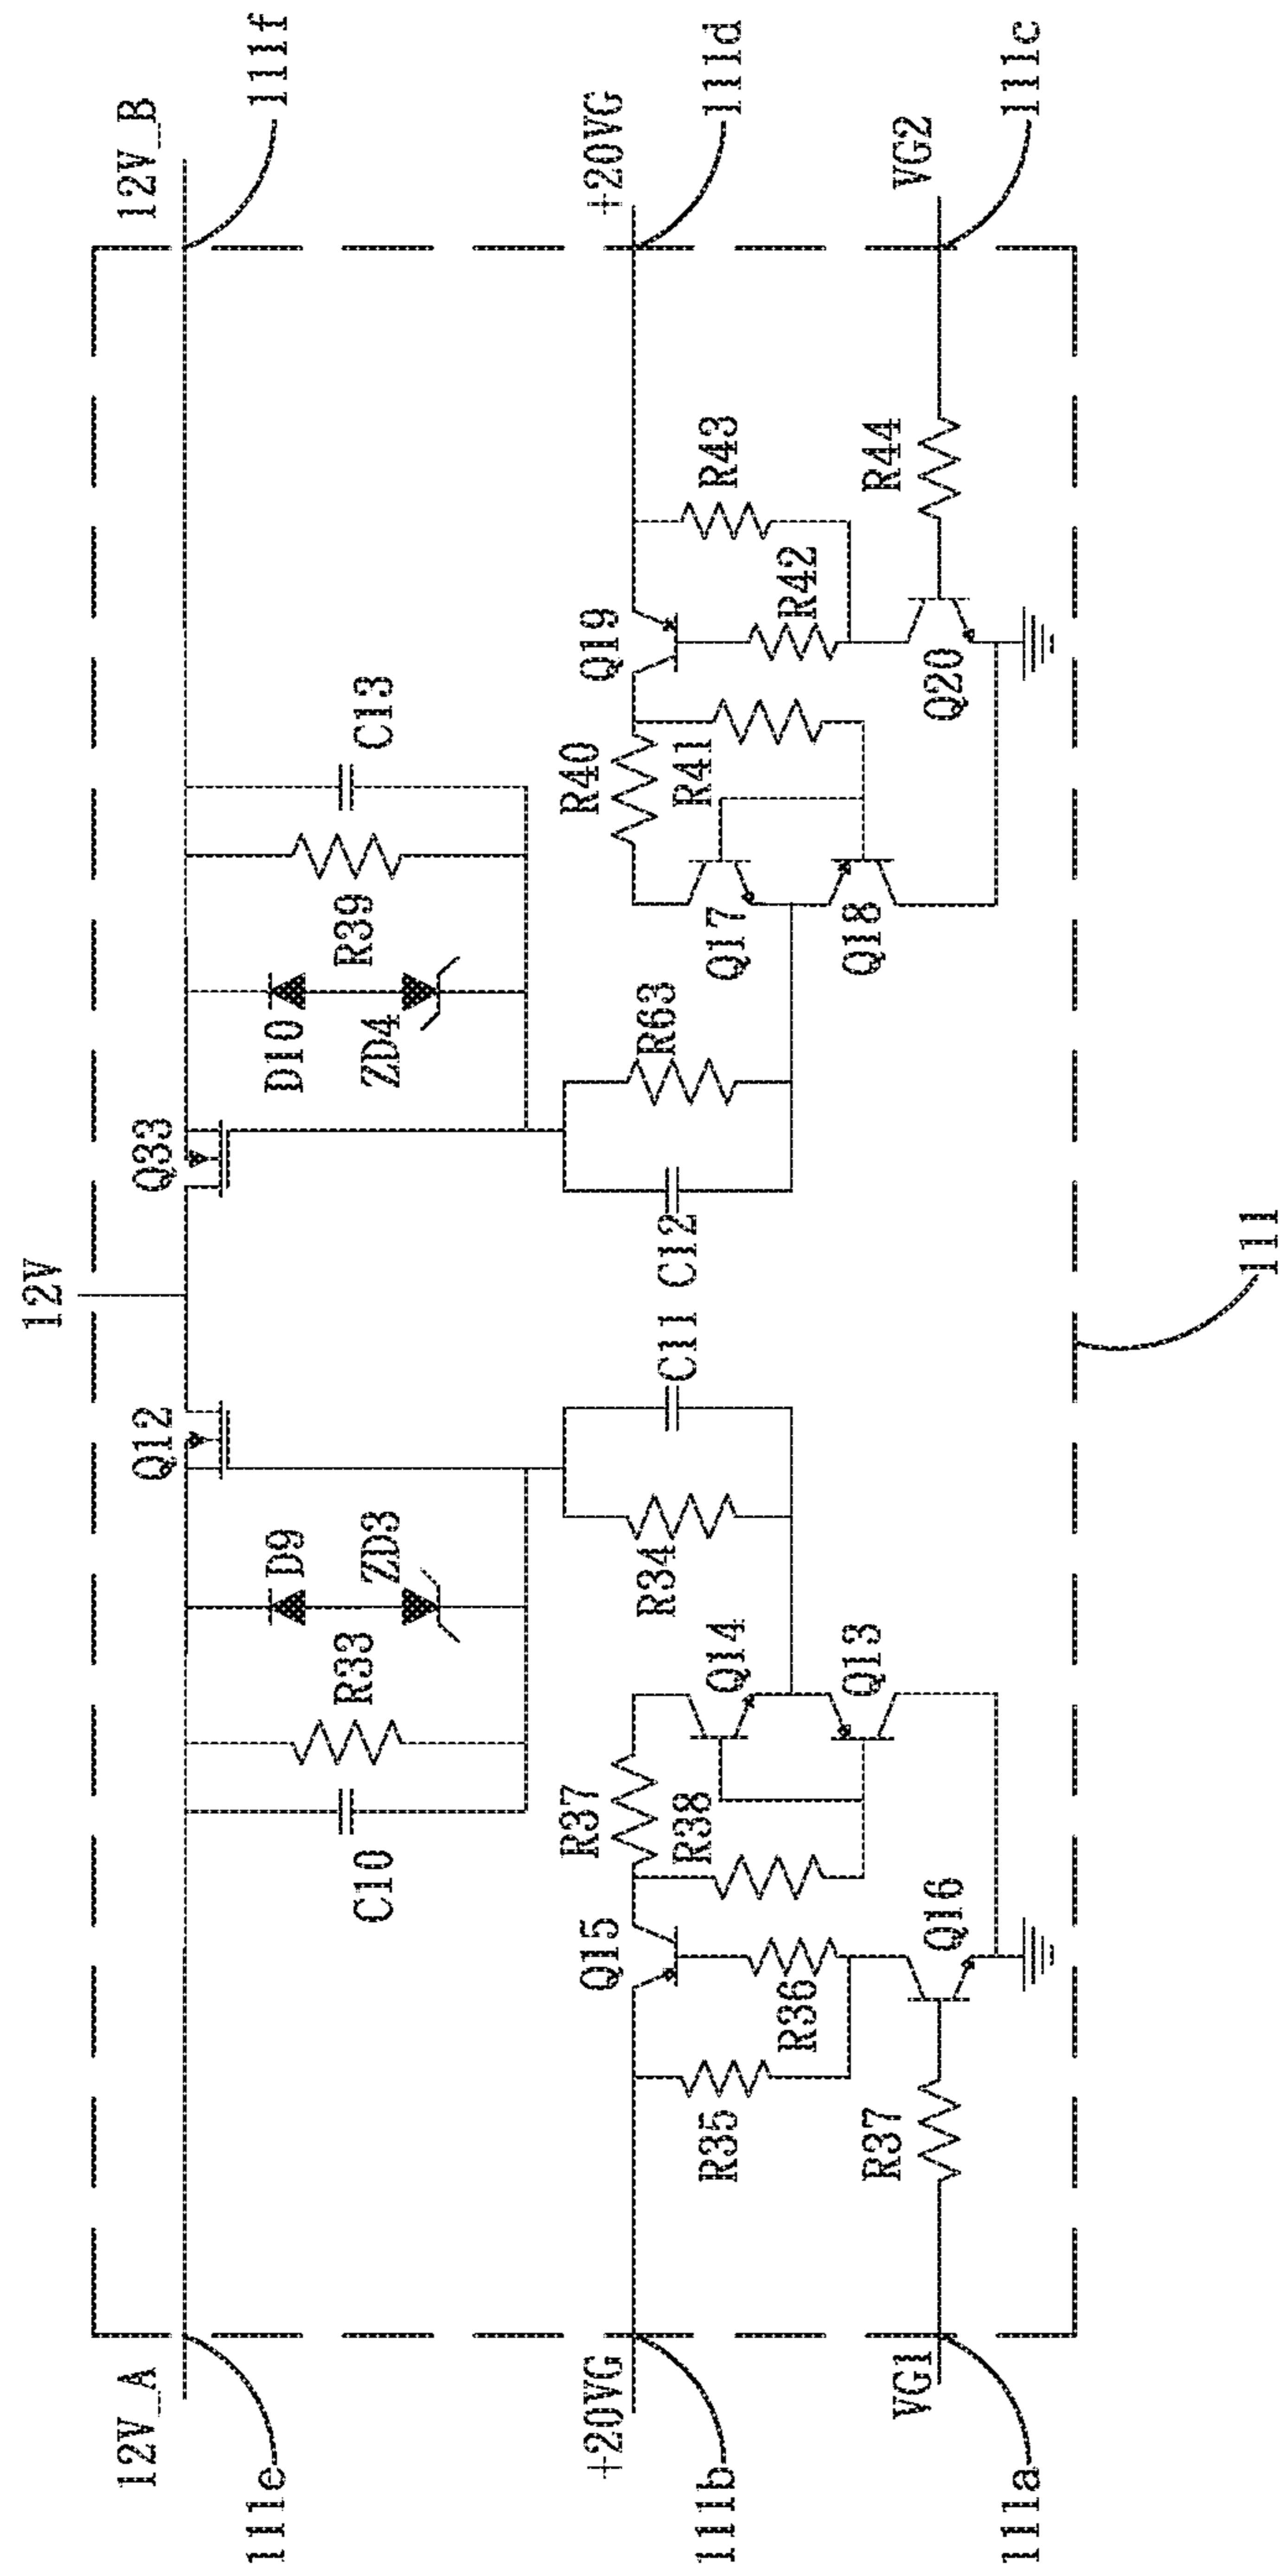 12V
12V_A
12V_B
111e
111f
Q12
Q33
C10
R33
D9
ZD3
D10
ZD4
R39
C13
+20VG
+20VG
111b
111d
Q15
R37
R38
Q14
R34
C11
C12
R63
Q17
R40
R41
Q19
R43
R35
R36
Q13
Q18
R42
VG1
VG2
111a
111c
R37
Q16
Q20
R44
111